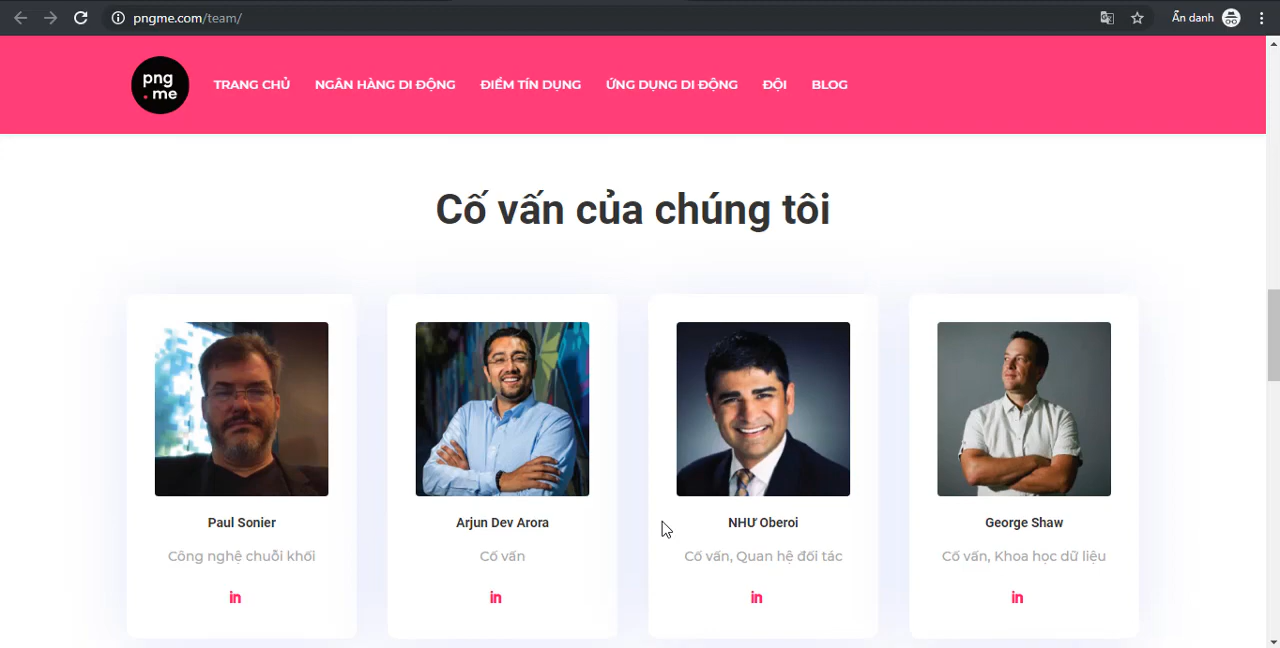 pngme.com/team/
Ẩn danh
png
.me
TRANG CHỦ
NGÂN HÀNG DI ĐỘNG
ĐIỂM TÍN DỤNG
ỨNG DỤNG DI ĐỘNG
ĐỘI
BLOG
Cố vấn của chúng tôi
Paul Sonier
Công nghệ chuỗi khối
in
Arjun Dev Arora
Cố vấn
in
NHƯ Oberoi
Cố vấn, Quan hệ đối tác
in
George Shaw
Cố vấn, Khoa học dữ liệu
in